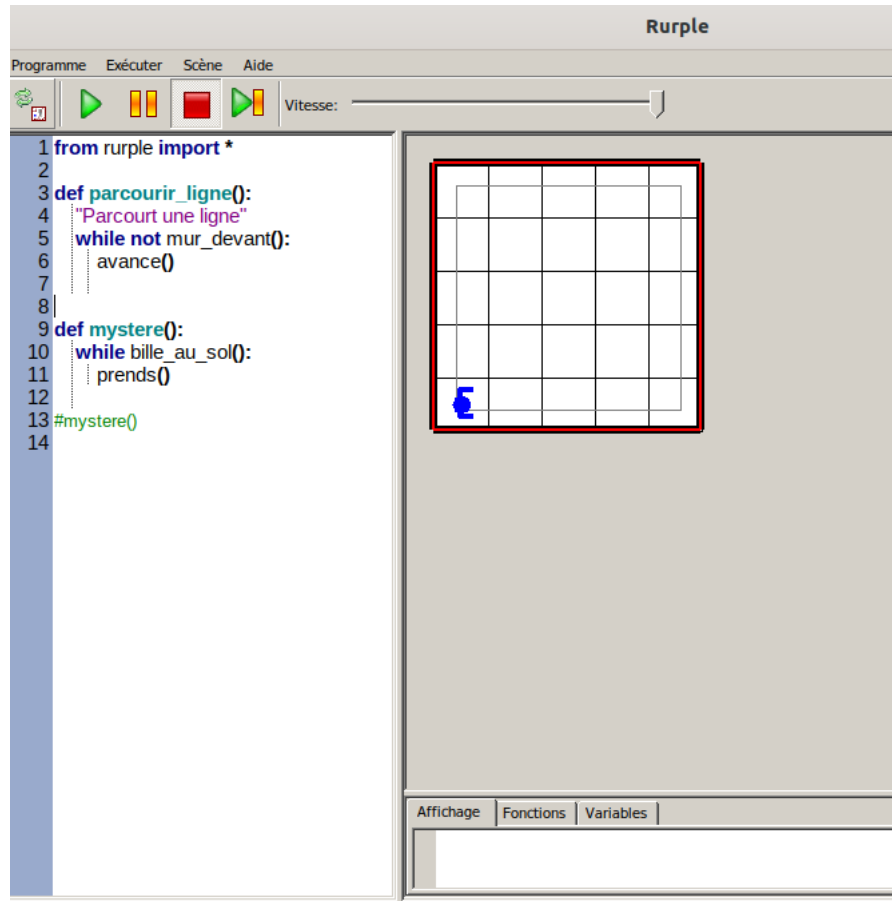 Rurple
Programme Exécuter Scène Aide
Vitesse:
1 from rurple import *
2
3 def parcourir_ligne():
4 "Parcourt une ligne"
5 while not mur_devant():
6 avance()
7
8
9 def mystere():
10 while bille_au_sol():
11 prends()
12
13 #mystere()
14
Affichage Fonctions Variables